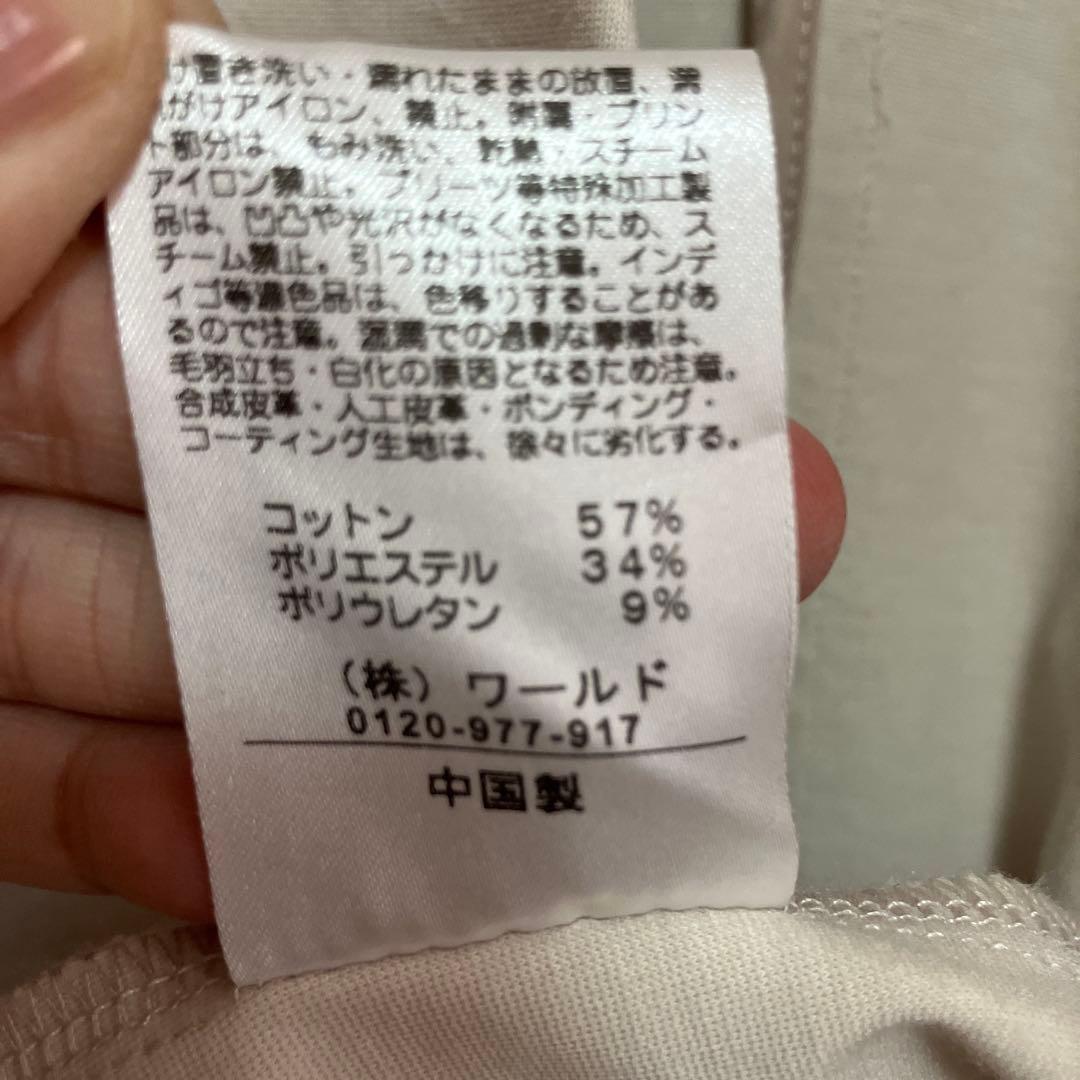 け置き洗い・濡れたままの放置、満
がけアイロン、禁止。附属・プリン
ト部分は、もみ洗い、乾熱・スチーム
アイロン禁止。プリーツ等特殊加工製
品は、凹凸や光沢がなくなるため、ス
チーム禁止。引っかけに注意。インデ
ィゴ等濃色品は、色移りすることがあ
るので注意。湿潤での過剰な摩擦は、
毛羽立ち・白化の原因となるため注意。
合成皮革・人工皮革・ボンディング・
コーティング生地は、徐々に劣化する。
コットン 57%
ポリエステル 34%
ポリウレタン 9%
(株) ワールド
0120-977-917
中国製